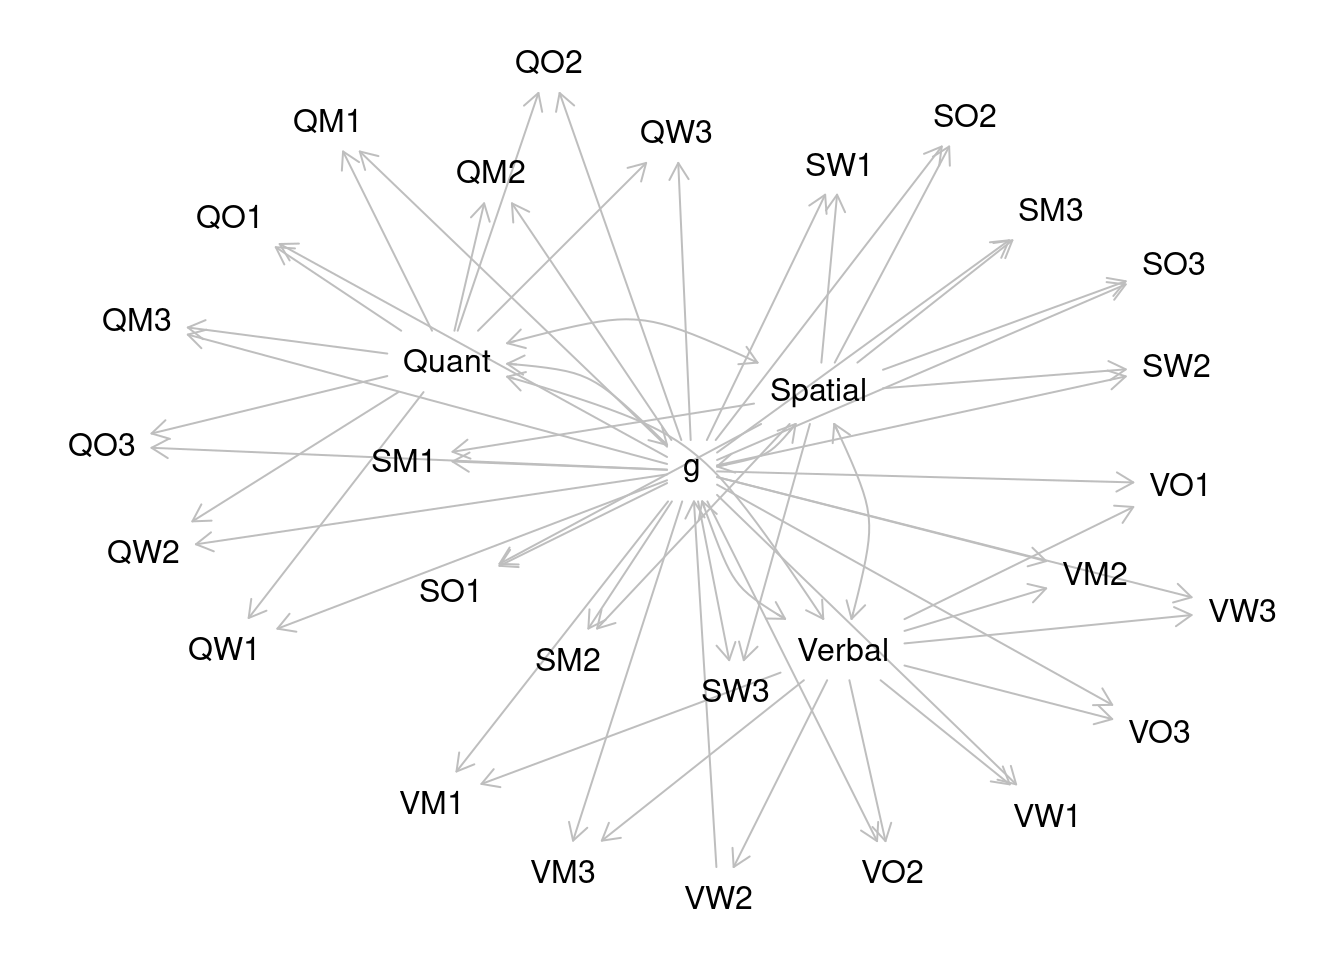 QO2
SO2
QM1
QW3
SW1
QM2
SM3
QO1
SO3
QM3
Quant
SW2
Spatial
QO3
SM1
g
VO1
QW2
VM2
SO1
VW3
QW1
Verbal
SM2
SW3
VO3
VM1
VW1
VM3
VO2
VW2